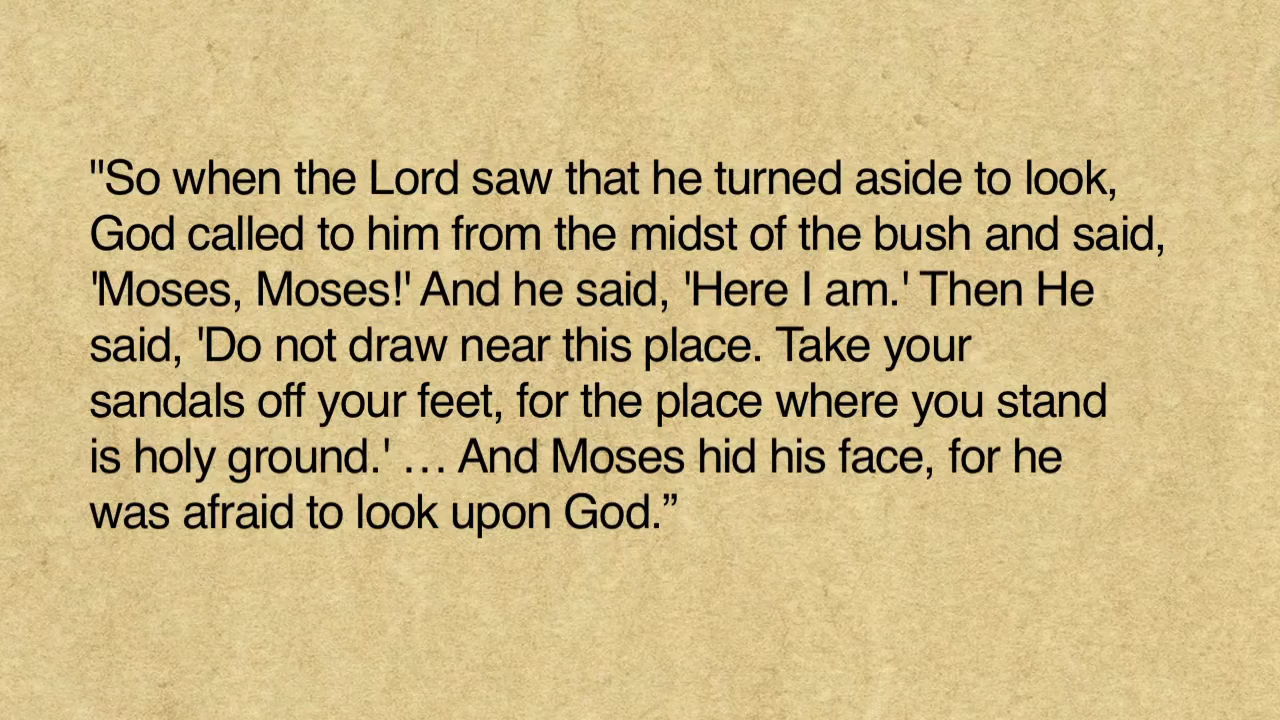 "So when the Lord saw that he turned aside to look,
God called to him from the midst of the bush and said,
'Moses, Moses!' And he said, 'Here I am.' Then He
said, 'Do not draw near this place. Take your
sandals off your feet, for the place where you stand
is holy ground.' … And Moses hid his face, for he
was afraid to look upon God.”